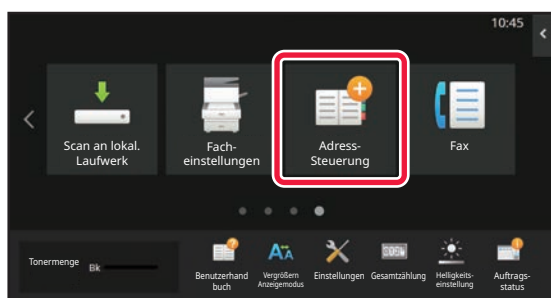 10:45
Scan an lokal.
Laufwerk
Fach-
einstellungen
Adress-
Steuerung
Fax
Tonermenge
Bk
Benutzerhand
buch
Vergrößern
Anzeigemodus
Einstellungen
Gesamtzählung
Helligkeits-
einstellung
Auftrags-
status